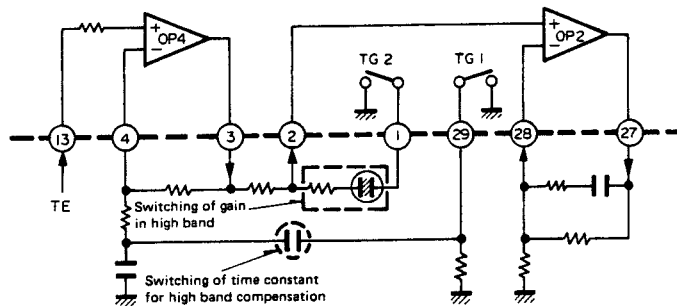 OP4
+
−
OP2
+
−
TG 2
TG 1
13
4
3
2
1
29
28
27
TE
Switching of gain
in high band
Switching of time constant
for high band compensation